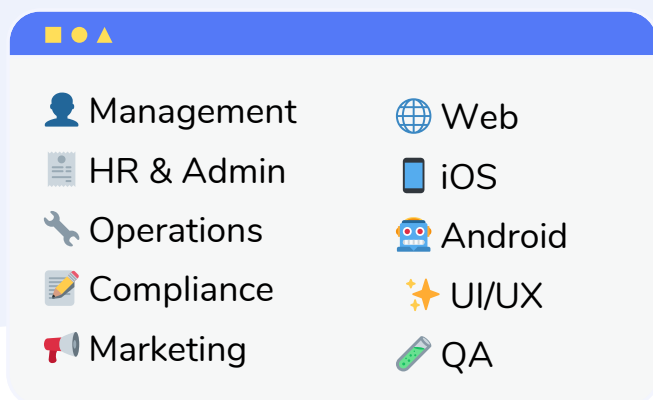 Management
HR & Admin
Operations
Compliance
Marketing
Web
iOS
Android
UI/UX
QA